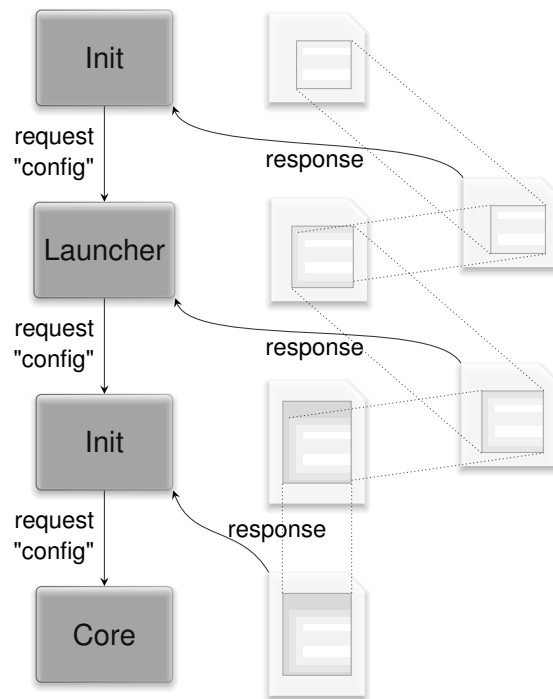 Init
request
"config"
response
Launcher
request
"config"
response
Init
request
"config"
response
Core